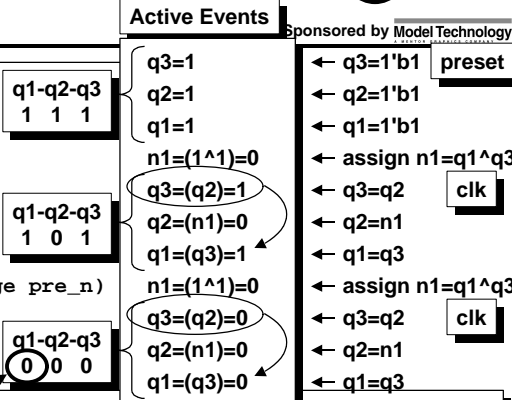 Active Events
Sponsored by Model Technology
A MENTOR GRAPHICS COMPANY
q3=1 ← q3=1'b1 preset
q1-q2-q3
1 1 1
q2=1 ← q2=1'b1
q1=1 ← q1=1'b1
n1=(1^1)=0 ← assign n1=q1^q3
q3=(q2)=1 ← q3=q2 clk
q1-q2-q3
1 0 1
q2=(n1)=0 ← q2=n1
q1=(q3)=1 ← q1=q3
ge pre_n) n1=(1^1)=0 ← assign n1=q1^q3
q3=(q2)=0 ← q3=q2 clk
q1-q2-q3
0 0 0
q2=(n1)=0 ← q2=n1
q1=(q3)=0 ← q1=q3